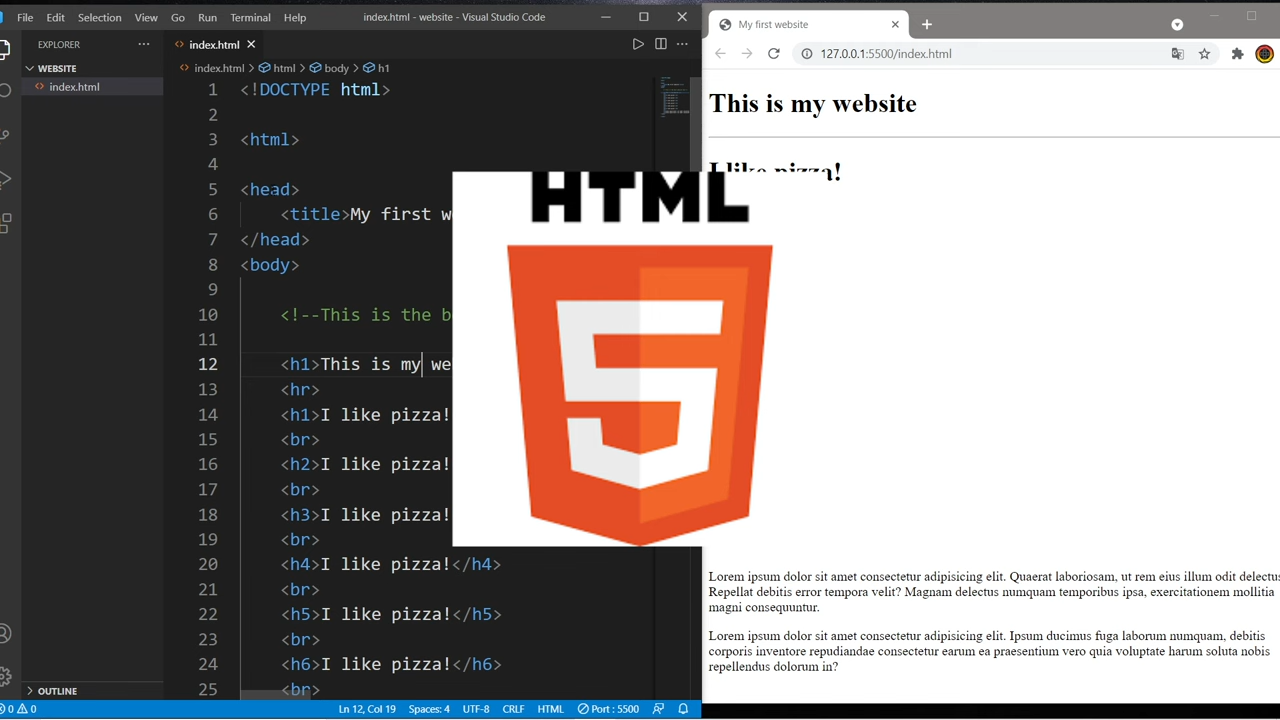 File Edit Selection View Go Run Terminal Help index.html - website - Visual Studio Code
EXPLORER
WEBSITE
index.html
OUTLINE
index.html
index.html > html > body > h1
1 <!DOCTYPE html>
2
3 <html>
4
5 <head>
6 <title>My first w
7 </head>
8 <body>
9
10 <!--This is the b
11
12 <h1>This is my we
13 <hr>
14 <h1>I like pizza!
15 <br>
16 <h2>I like pizza!
17 <br>
18 <h3>I like pizza!
19 <br>
20 <h4>I like pizza!</h4>
21 <br>
22 <h5>I like pizza!</h5>
23 <br>
24 <h6>I like pizza!</h6>
25 <br>
0 0 Ln 12, Col 19 Spaces: 4 UTF-8 CRLF HTML Port : 5500
HTML
5
My first website
127.0.0.1:5500/index.html
This is my website
I like pizza!
Lorem ipsum dolor sit amet consectetur adipisicing elit. Quaerat laboriosam, ut rem eius illum odit delectus
Repellat debitis error tempora velit? Magnam delectus numquam temporibus ipsa, exercitationem mollitia
magni consequuntur.
Lorem ipsum dolor sit amet consectetur adipisicing elit. Ipsum ducimus fuga laborum numquam, debitis
corporis inventore repudiandae consectetur earum ea praesentium vero quia voluptate harum soluta nobis
repellendus dolorum in?